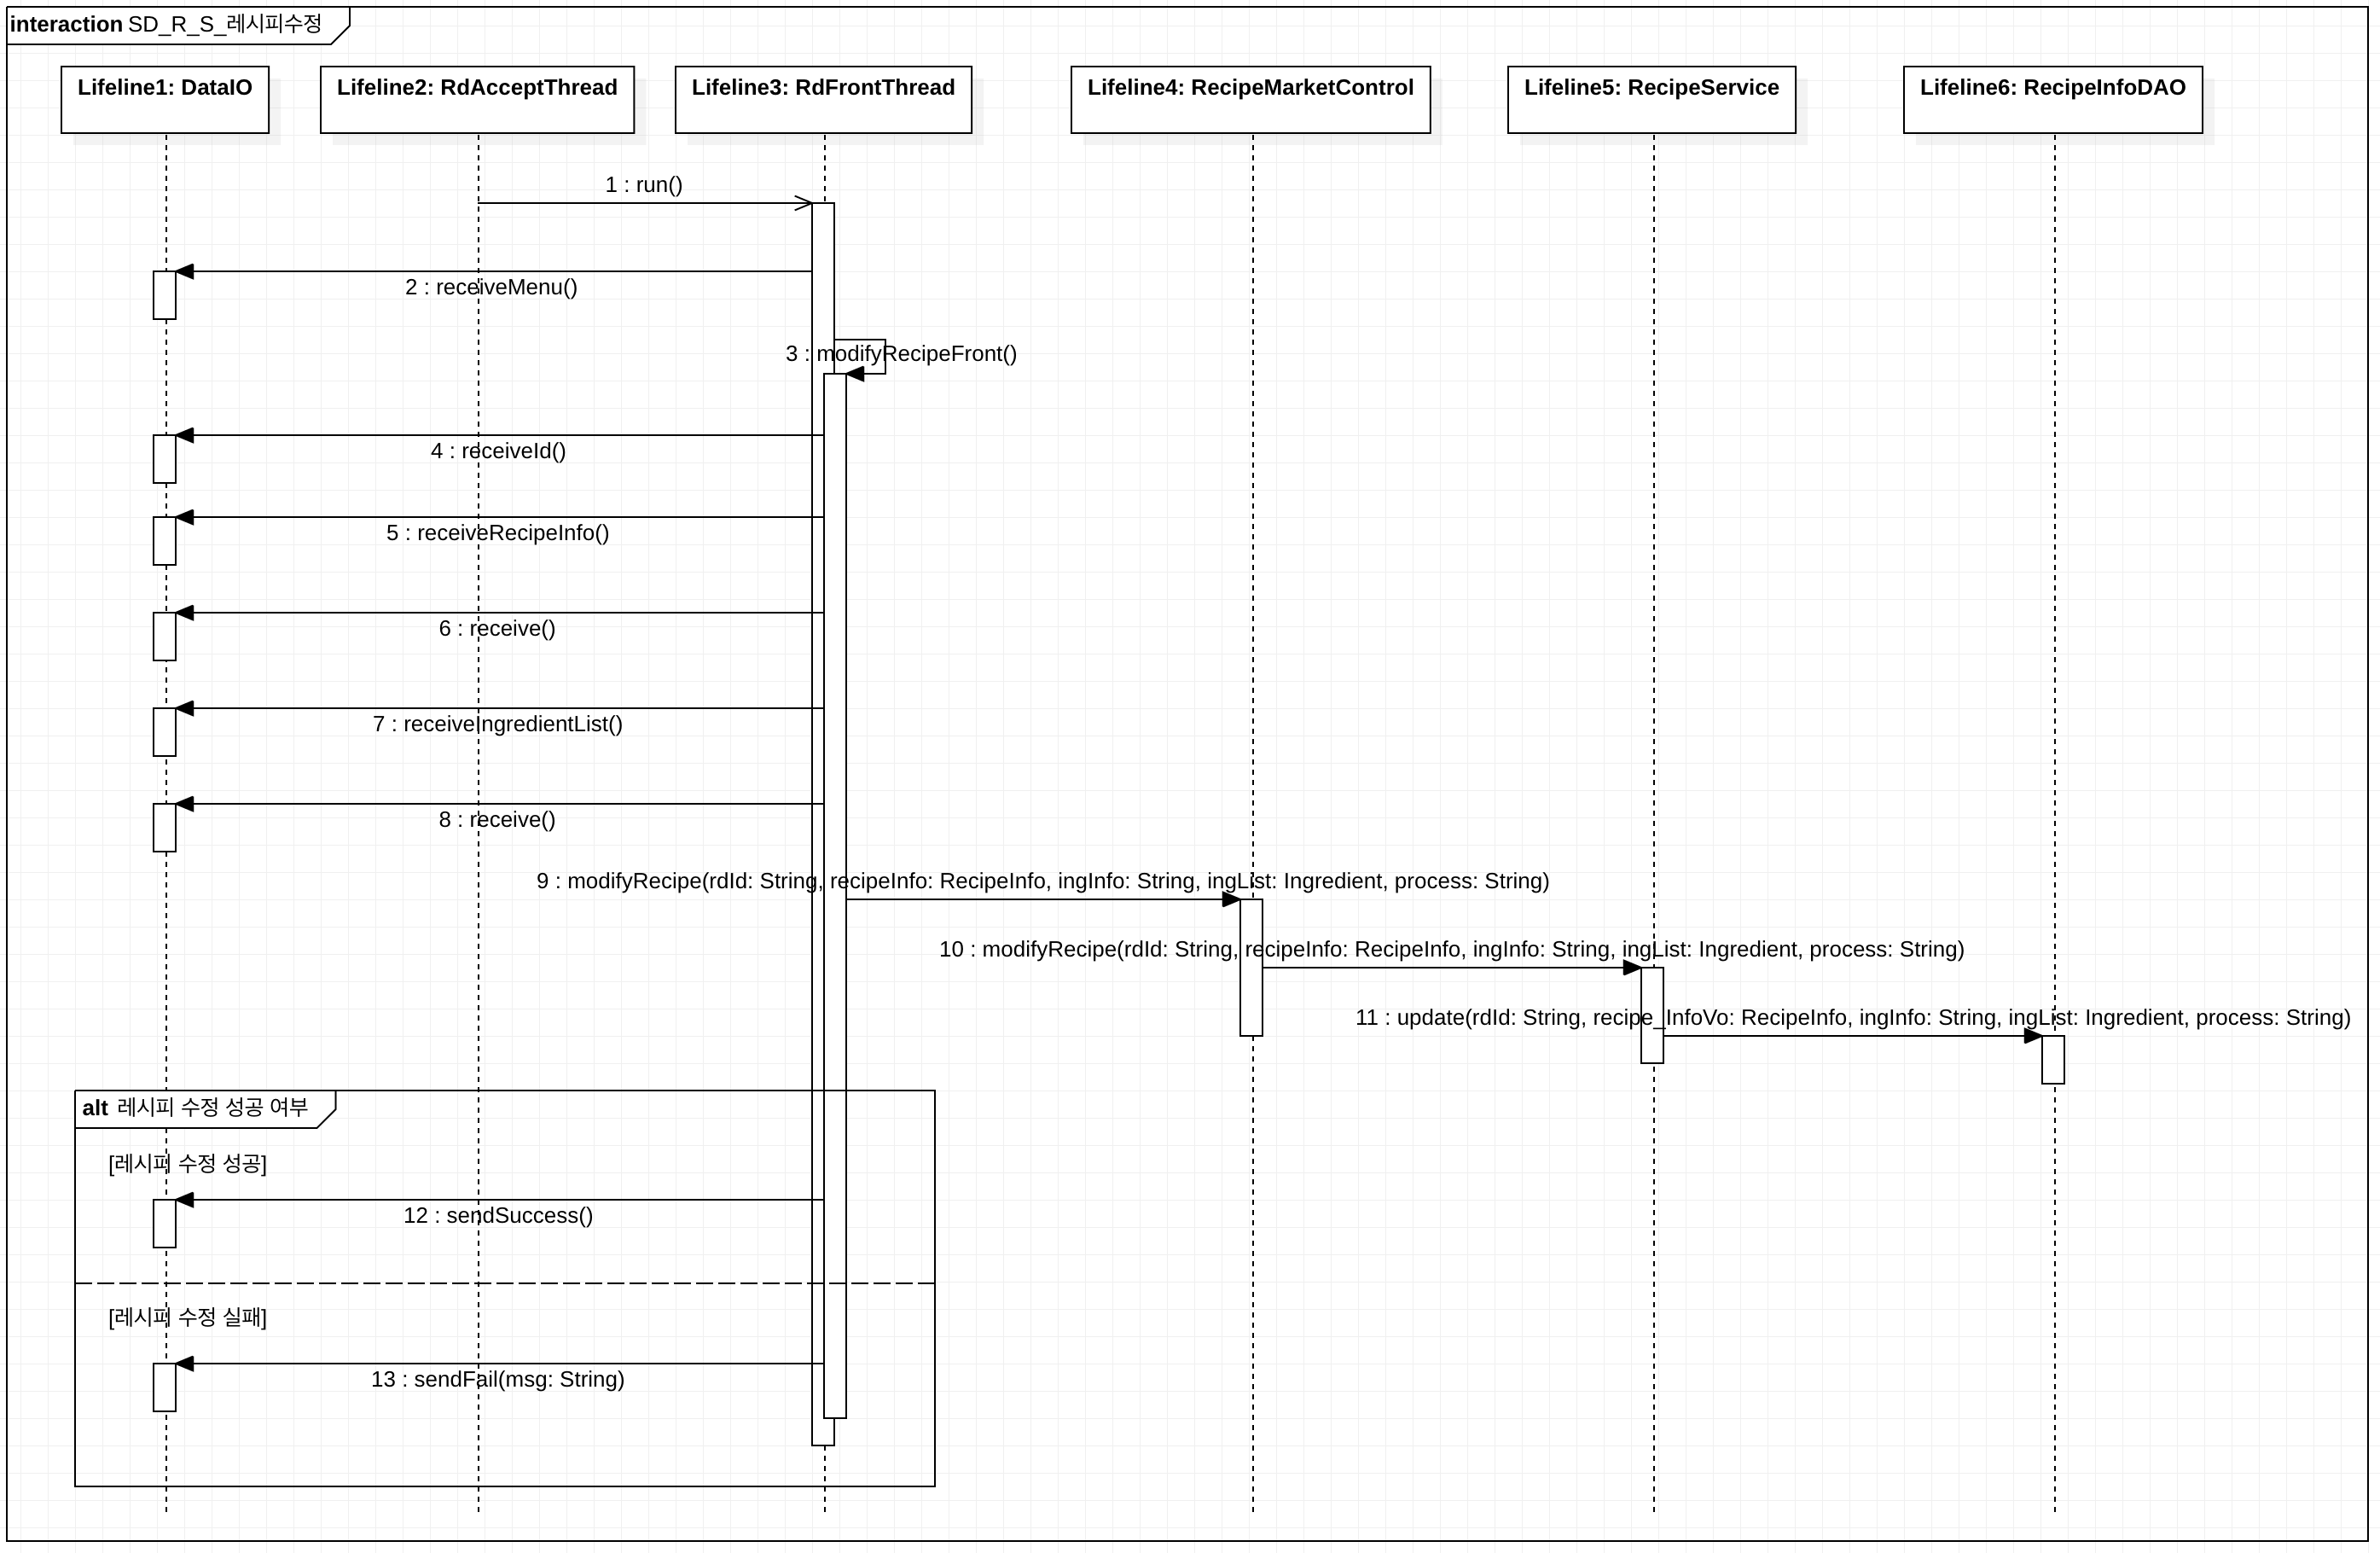 interaction SD_R_S_레시피수정
Lifeline1: DataIO
Lifeline2: RdAcceptThread
Lifeline3: RdFrontThread
Lifeline4: RecipeMarketControl
Lifeline5: RecipeService
Lifeline6: RecipeInfoDAO
1 : run()
2 : receiveMenu()
3 : modifyRecipeFront()
4 : receiveId()
5 : receiveRecipeInfo()
6 : receive()
7 : receiveIngredientList()
8 : receive()
9 : modifyRecipe(rdId: String, recipeInfo: RecipeInfo, ingInfo: String, ingList: Ingredient, process: String)
10 : modifyRecipe(rdId: String, recipeInfo: RecipeInfo, ingInfo: String, ingList: Ingredient, process: String)
11 : update(rdId: String, recipe_InfoVo: RecipeInfo, ingInfo: String, ingList: Ingredient, process: String)
alt 레시피 수정 성공 여부
[레시피 수정 성공]
12 : sendSuccess()
[레시피 수정 실패]
13 : sendFail(msg: String)